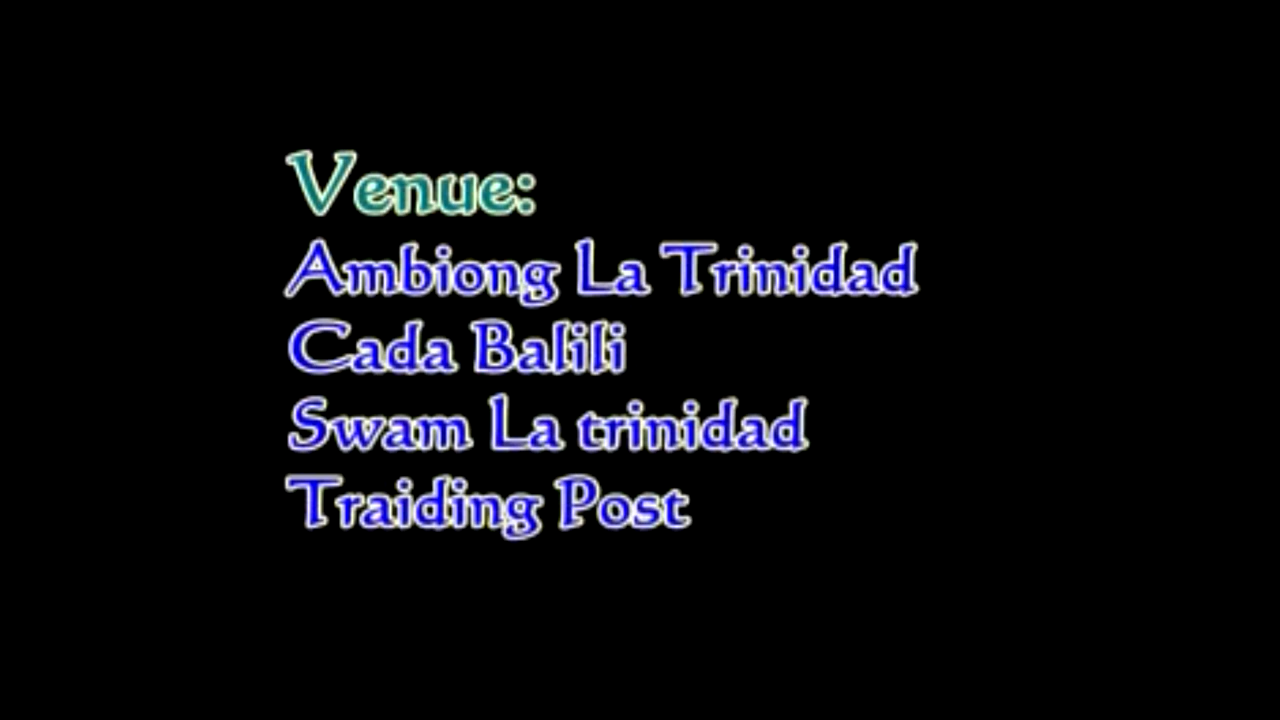 Venue:
Ambiong La Trinidad
Cada Balili
Swam La trinidad
Traiding Post